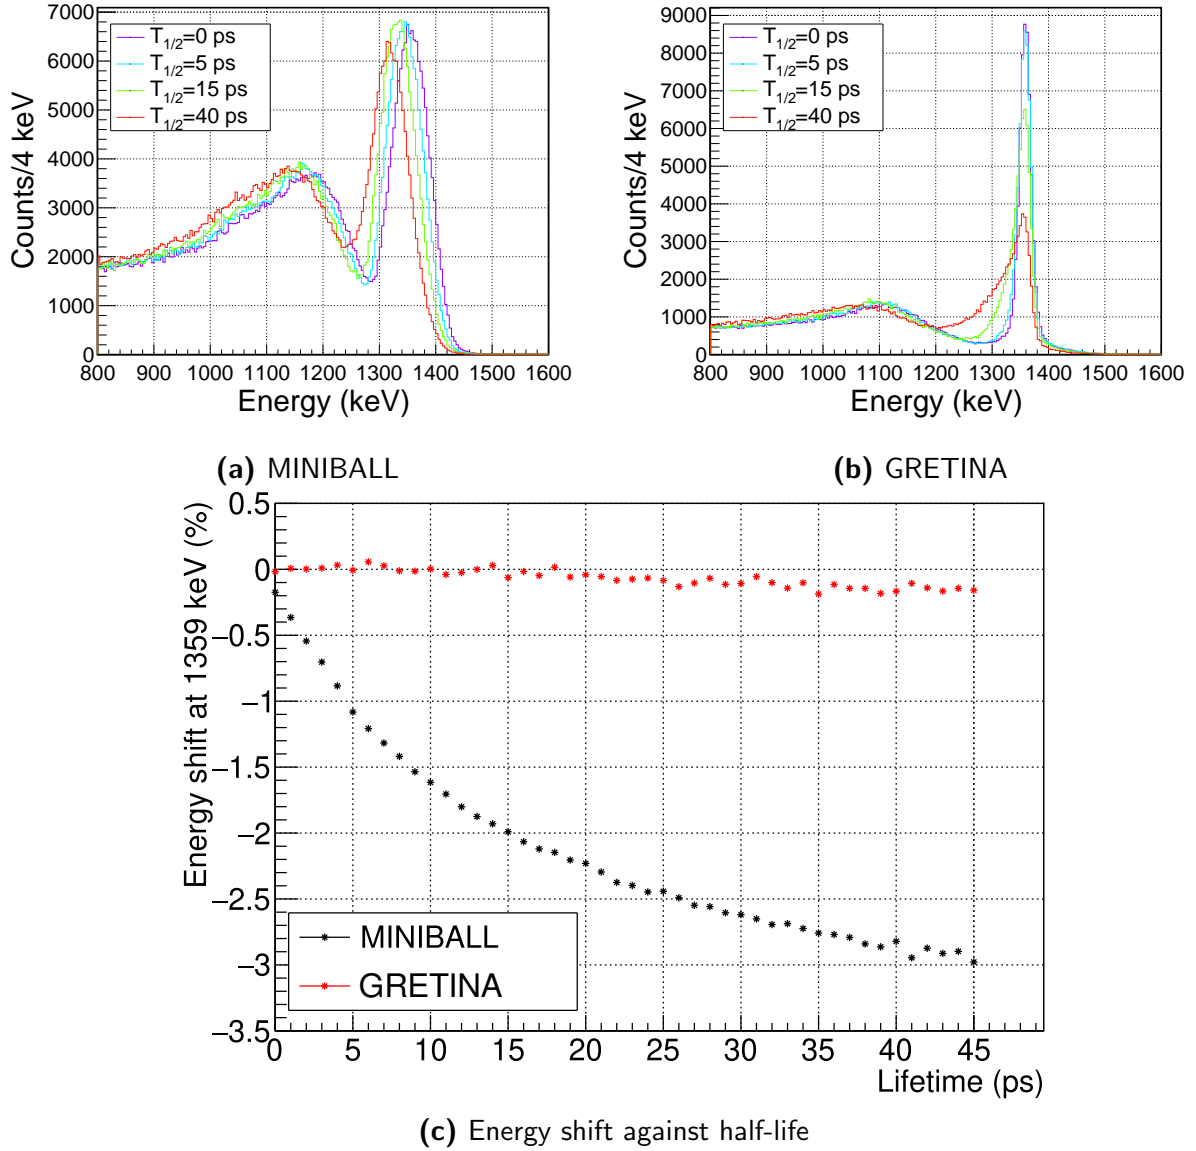 T1/2=0 ps
T1/2=5 ps
T1/2=15 ps
T1/2=40 ps
Counts/4 keV
7000
6000
5000
4000
3000
2000
1000
0
800 900 1000 1100 1200 1300 1400 1500 1600
Energy (keV)
(a) MINIBALL
T1/2=0 ps
T1/2=5 ps
T1/2=15 ps
T1/2=40 ps
Counts/4 keV
9000
8000
7000
6000
5000
4000
3000
2000
1000
0
800 900 1000 1100 1200 1300 1400 1500 1600
Energy (keV)
(b) GRETINA
Energy shift at 1359 keV (%)
0.5
0
−0.5
−1
−1.5
−2
−2.5
−3
−3.5
MINIBALL
GRETINA
0 5 10 15 20 25 30 35 40 45
Lifetime (ps)
(c) Energy shift against half-life